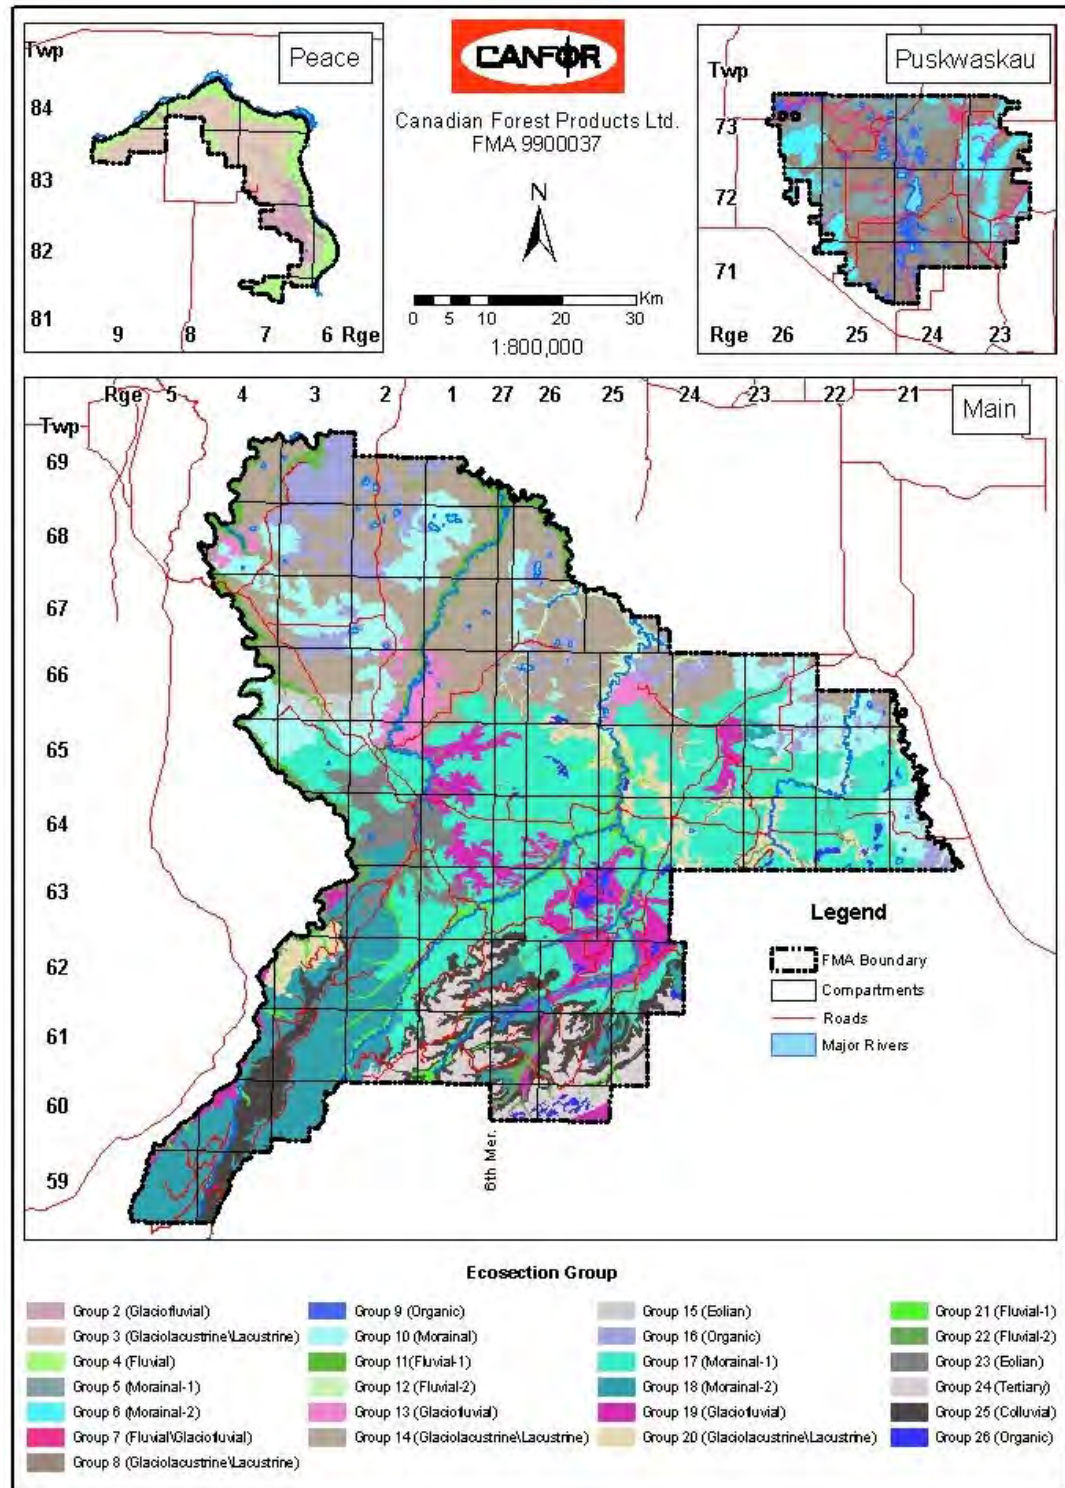 Twp
Peace
84
83
82
81
9 8 7 6 Rge
CANFOR
Canadian Forest Products Ltd.
FMA 9900037
N
Km
0 5 10 20 30
1:800,000
Puskwaskau
Twp
73
72
71
Rge 26 25 24 23
Rge 5 4 3 2 1 27 26 25 24 23 22 21
Main
Twp
69
68
67
66
65
64
63
62
61
60
59
6th Mer.
Legend
FMA Boundary
Compartments
Roads
Major Rivers
Ecosection Group
Group 2 (Glaciofluvial)
Group 3 (Glaciolacustrine\Lacustrine)
Group 4 (Fluvial)
Group 5 (Morainal-1)
Group 6 (Morainal-2)
Group 7 (Fluvial\Glaciofluvial)
Group 8 (Glaciolacustrine\Lacustrine)
Group 9 (Organic)
Group 10 (Morainal)
Group 11(Fluvial-1)
Group 12 (Fluvial-2)
Group 13 (Glaciofluvial)
Group 14 (Glaciolacustrine\Lacustrine)
Group 15 (Eolian)
Group 16 (Organic)
Group 17 (Morainal-1)
Group 18 (Morainal-2)
Group 19 (Glaciofluvial)
Group 20 (Glaciolacustrine\Lacustrine)
Group 21 (Fluvial-1)
Group 22 (Fluvial-2)
Group 23 (Eolian)
Group 24 (Tertiary)
Group 25 (Colluvial)
Group 26 (Organic)